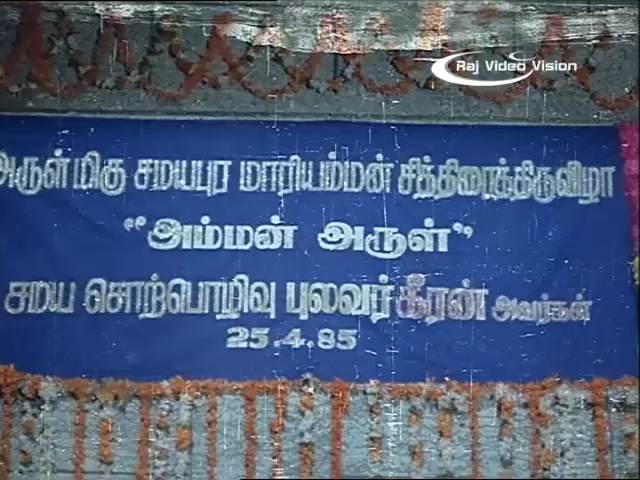 Raj Video Vision
அருள்மிகு சமயபுர மாரியம்மன் சித்திரைத்திருவிழா
"அம்மன் அருள்"
சமய சொற்பொழிவு புலவர் கீரன் அவர்கள்
25.4.85